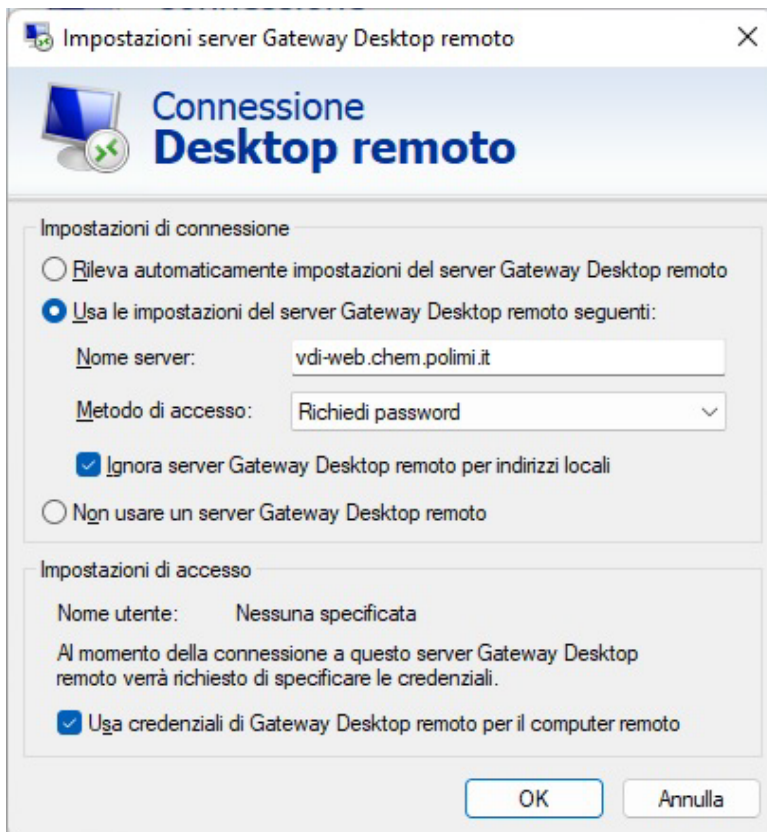 Impostazioni server Gateway Desktop remoto
Connessione
Desktop remoto
Impostazioni di connessione
Rileva automaticamente impostazioni del server Gateway Desktop remoto
Usa le impostazioni del server Gateway Desktop remoto seguenti:
Nome server: vdi-web.chem.polimi.it
Metodo di accesso: Richiedi password
Ignora server Gateway Desktop remoto per indirizzi locali
Non usare un server Gateway Desktop remoto
Impostazioni di accesso
Nome utente: Nessuna specificata
Al momento della connessione a questo server Gateway Desktop
remoto verrà richiesto di specificare le credenziali.
Usa credenziali di Gateway Desktop remoto per il computer remoto
OK Annulla